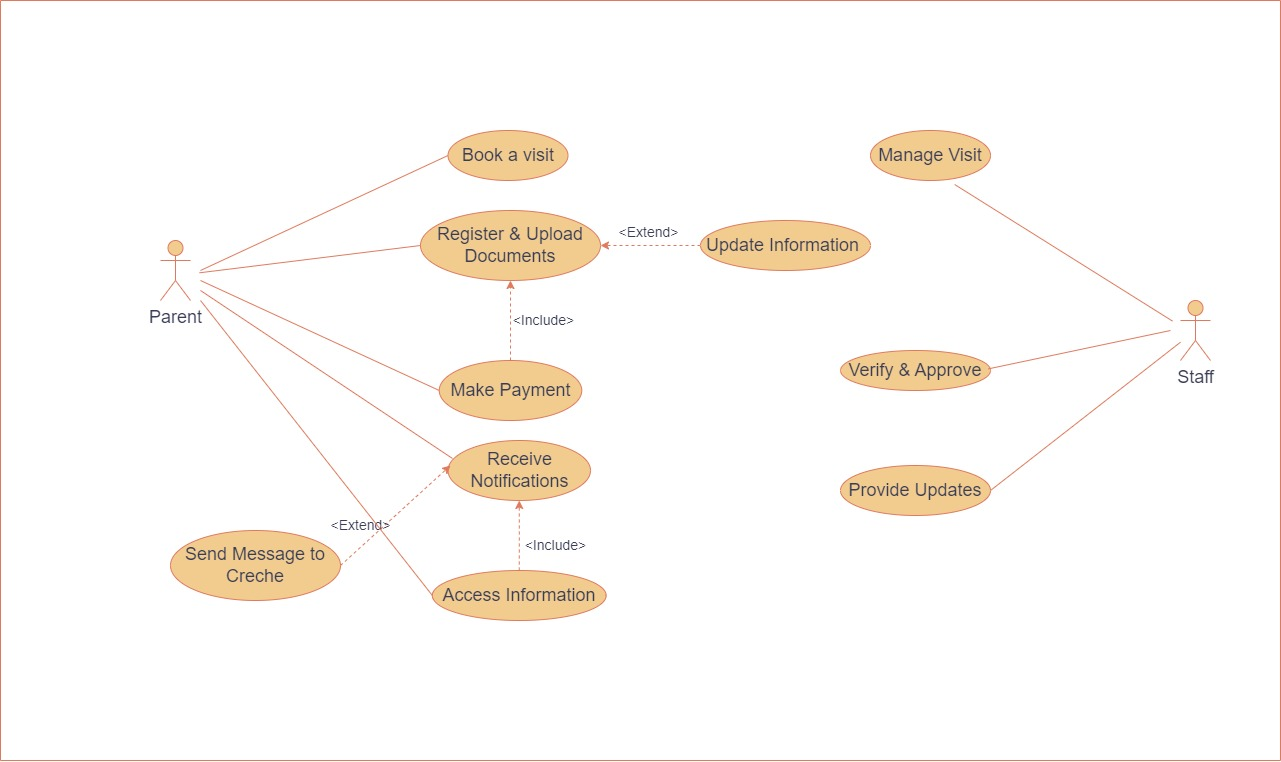 Book a visit
Manage Visit
Register & Upload
Documents
<Extend>
Update Information
Parent
<Include>
Verify & Approve
Staff
Make Payment
Receive
Notifications
Provide Updates
<Extend>
Send Message to
Creche
<Include>
Access Information